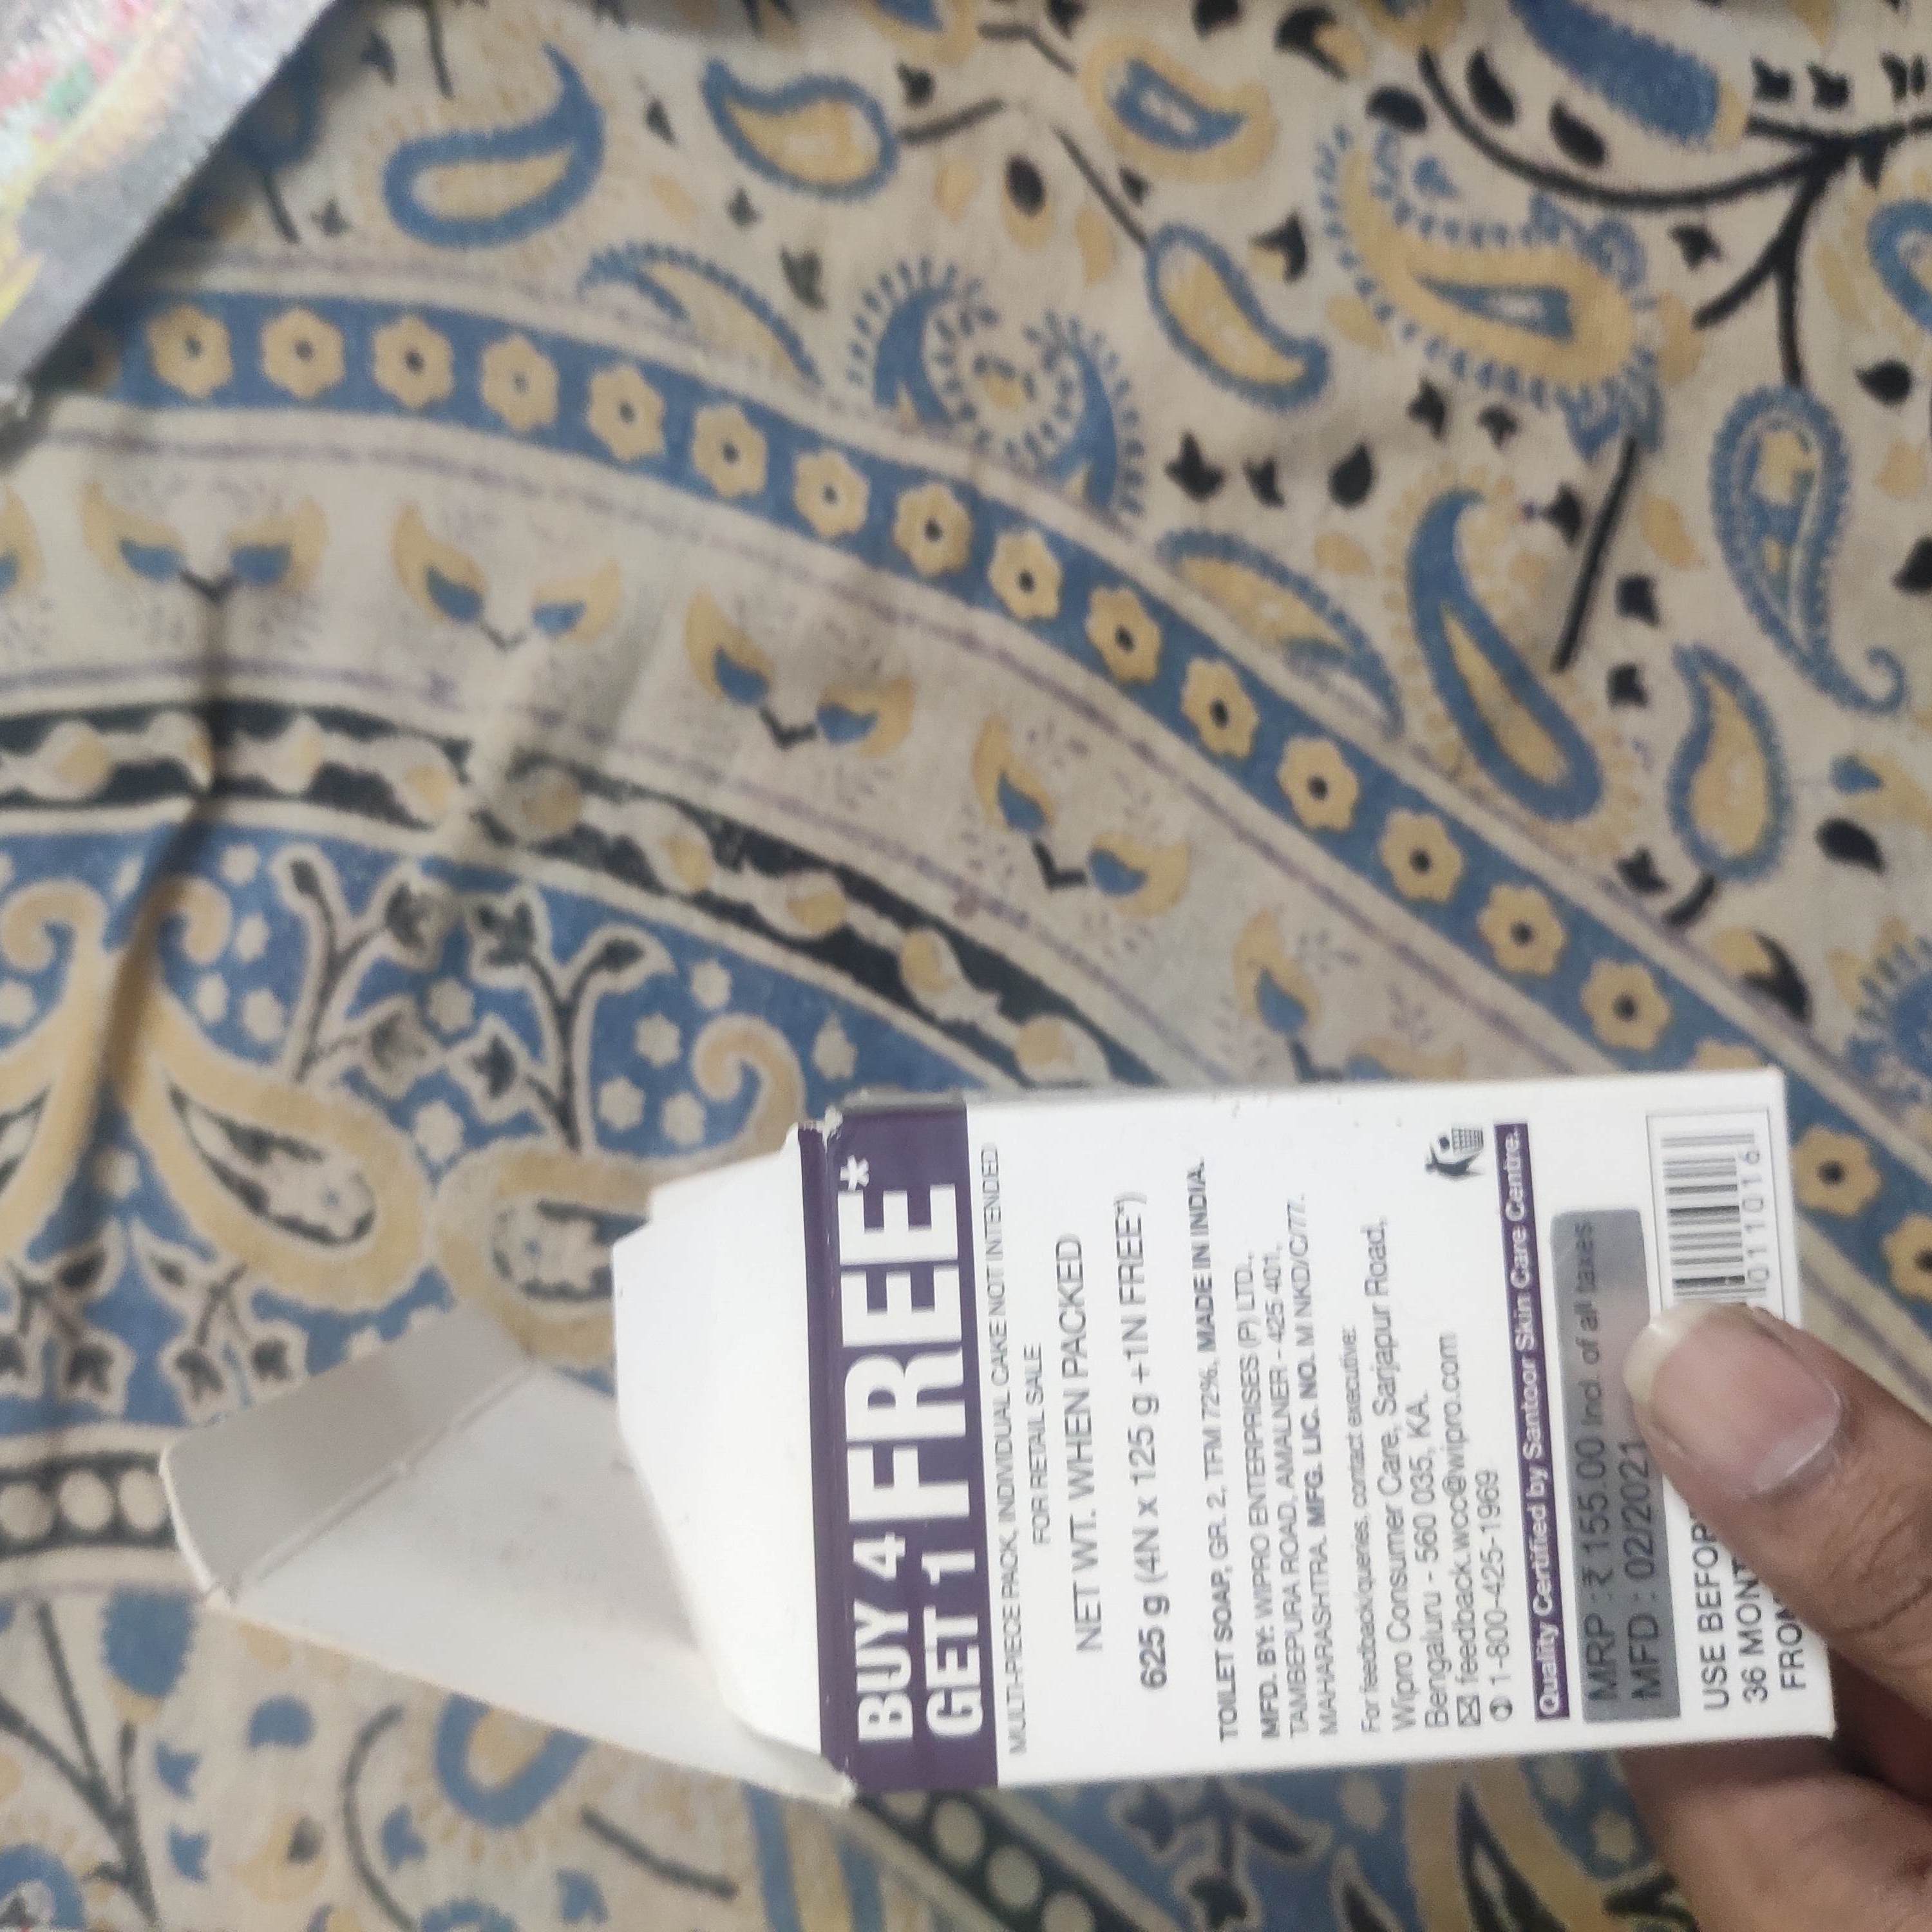 BUY 4
GET 1 FREE*
MULTI-PIECE PACK, INDIVIDUAL CAKE NOT INTENDED
FOR RETAIL SALE
NET WT. WHEN PACKED
625 g (4N x 125 g +1N FREE*)
TOILET SOAP, GR. 2, TFM 72%, MADE IN INDIA.
MFD. BY: WIPRO ENTERPRISES (P) LTD.,
TAMBEPURA ROAD, AMALNER - 425 401,
MAHARASHTRA. MFG. LIC. NO. M NKD/C/77.
For feedback/queries, contact executive:
Wipro Consumer Care, Sarjapur Road,
Bengaluru - 560 035, KA.
feedback.wcc@wipro.com
1-800-425-1969
Quality Certified by Santoor Skin Care Centre.
MRP : ₹ 155.00 Incl. of all taxes
MFD : 02/2021
USE BEFOR
36 MONT
FROM
011016